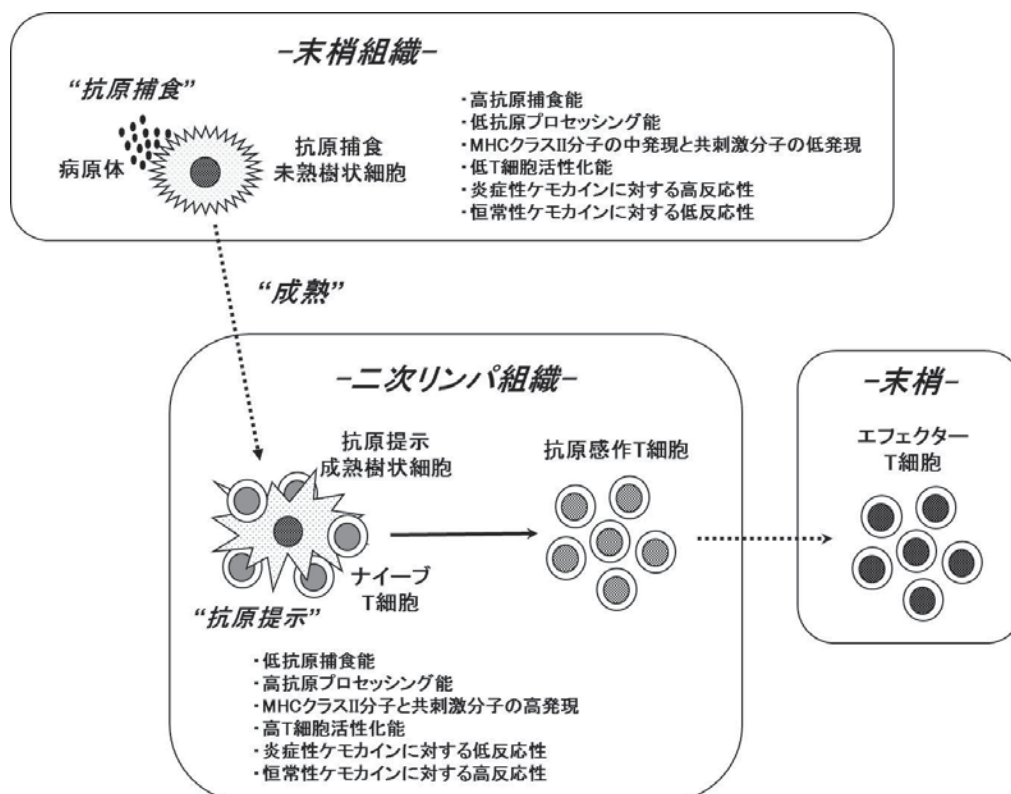 -末梢組織-
“抗原捕食”
病原体
抗原捕食
未熟樹状細胞
・高抗原捕食能
・低抗原プロセッシング能
・MHCクラスII分子の中発現と共刺激分子の低発現
・低T細胞活性化能
・炎症性ケモカインに対する高反応性
・恒常性ケモカインに対する低反応性
“成熟”
-二次リンパ組織-
抗原提示
成熟樹状細胞
ナイーブ
T細胞
“抗原提示”
抗原感作T細胞
・低抗原捕食能
・高抗原プロセッシング能
・MHCクラスII分子と共刺激分子の高発現
・高T細胞活性化能
・炎症性ケモカインに対する低反応性
・恒常性ケモカインに対する高反応性
-末梢-
エフェクター
T細胞